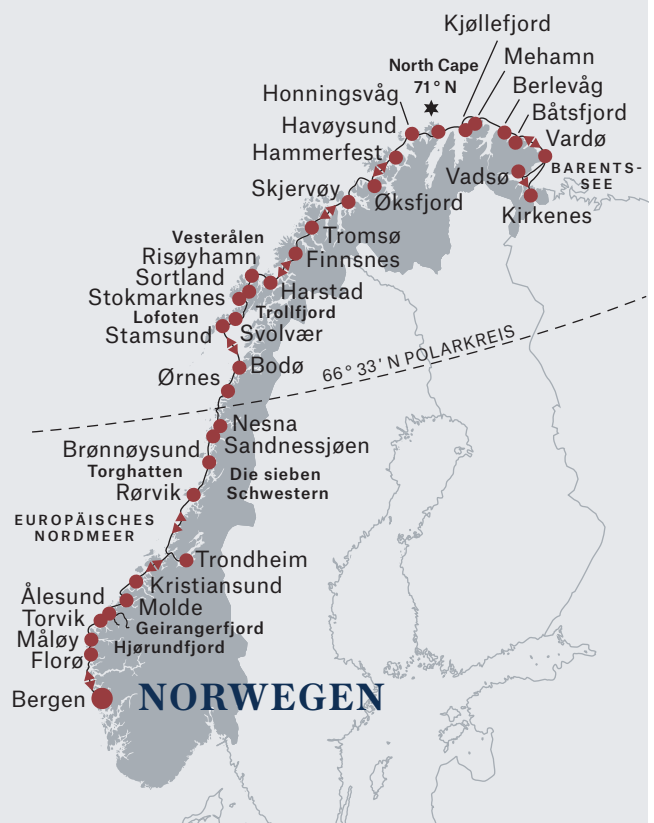 Kjøllefjord
Mehamn
North Cape
71° N
Berlevåg
Honningsvåg
Båtsfjord
Havøysund
Vardø
Hammerfest
BARENTS-
SEE
Vadsø
Skjervøy
Øksfjord
Kirkenes
Tromsø
Vesterålen
Finnsnes
Risøyhamn
Sortland
Harstad
Stokmarknes
Trollfjord
Lofoten
Svolvær
Stamsund
Bodø
66° 33' N POLARKREIS
Ørnes
Nesna
Sandnessjøen
Brønnøysund
Torghatten
Die sieben
Schwestern
Rørvik
EUROPÄISCHES
NORDMEER
Trondheim
Kristiansund
Ålesund
Molde
Torvik
Geirangerfjord
Måløy
Hjørundfjord
Florø
Bergen
NORWEGEN